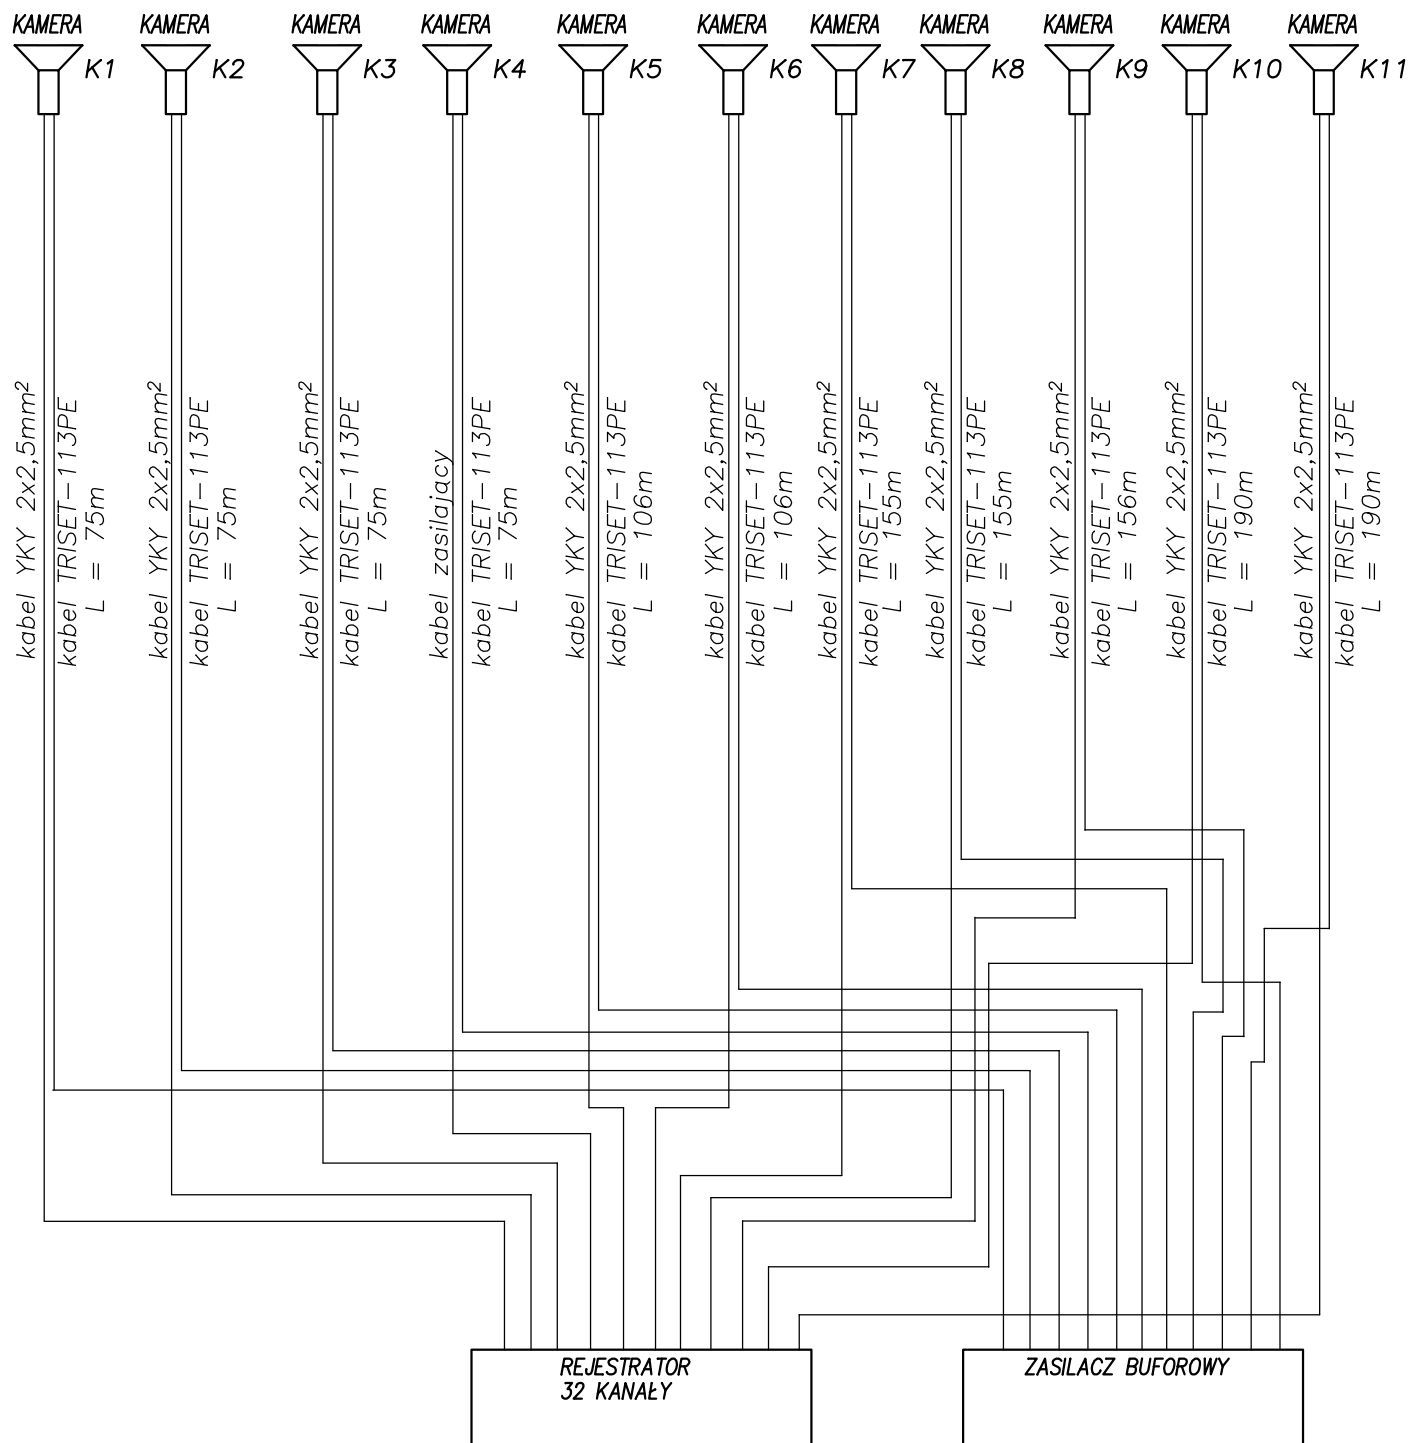 KAMERA KAMERA KAMERA KAMERA KAMERA KAMERA KAMERA KAMERA KAMERA KAMERA KAMERA
K1 K2 K3 K4 K5 K6 K7 K8 K9 K10 K11
kabel YKY 2x2,5mm²
kabel TRISET-113PE
L = 75m
kabel YKY 2x2,5mm²
kabel TRISET-113PE
L = 75m
kabel YKY 2x2,5mm²
kabel TRISET-113PE
L = 75m
kabel zasilajacy
kabel TRISET-113PE
L = 75m
kabel YKY 2x2,5mm²
kabel TRISET-113PE
L = 106m
kabel YKY 2x2,5mm²
kabel TRISET-113PE
L = 106m
kabel YKY 2x2,5mm²
kabel TRISET-113PE
L = 155m
kabel YKY 2x2,5mm²
kabel TRISET-113PE
L = 155m
kabel YKY 2x2,5mm²
kabel TRISET-113PE
L = 156m
kabel YKY 2x2,5mm²
kabel TRISET-113PE
L = 190m
kabel YKY 2x2,5mm²
kabel TRISET-113PE
L = 190m
REJESTRATOR
32 KANAŁY
ZASILACZ BUFOROWY